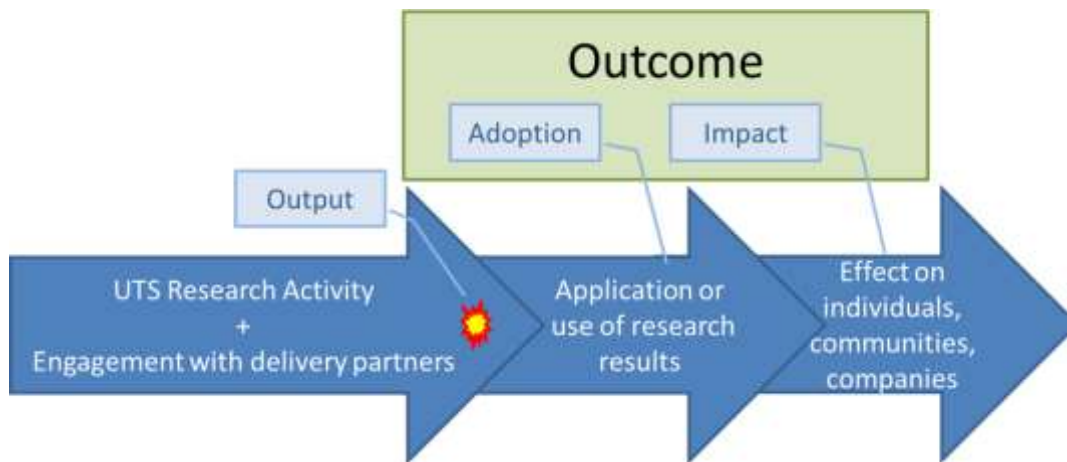 Outcome
Adoption
Impact
Output
UTS Research Activity
+
Engagement with delivery partners
Application or
use of research
results
Effect on
individuals,
communities,
companies